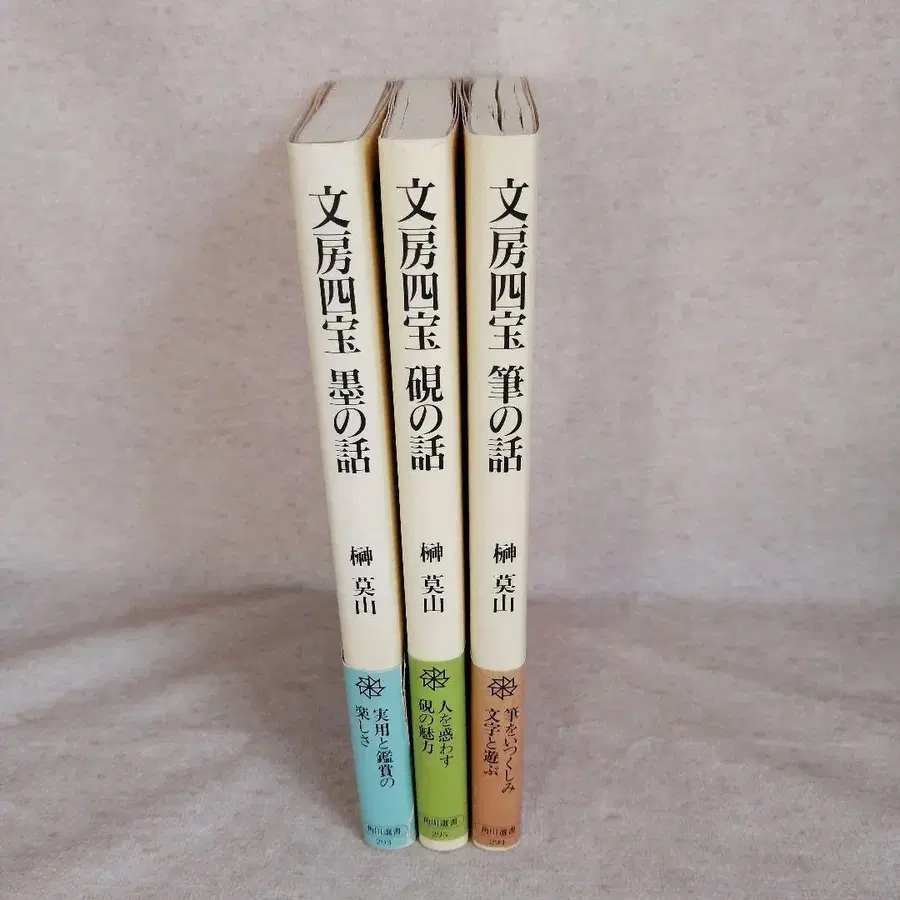 文房四宝 墨の話
榊 莫山
実用と鑑賞の
楽しさ
角川選書
293
文房四宝 硯の話
榊 莫山
人を惑わす
硯の魅力
角川選書
295
文房四宝 筆の話
榊 莫山
筆をいつくしみ
文字と遊ぶ
角川選書
294